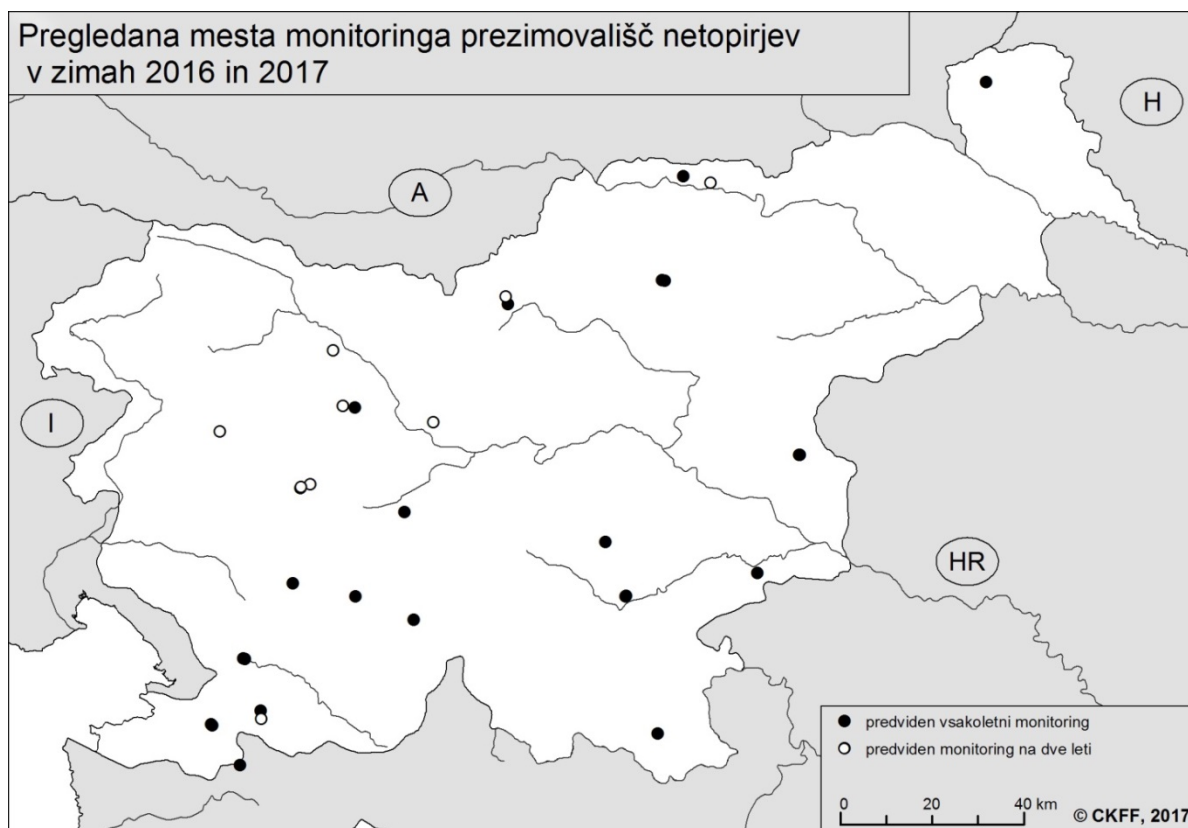 Pregledana mesta monitoringa prezimovališč netopirjev
v zimah 2016 in 2017
H
A
I
HR
predviden vsakoletni monitoring
predviden monitoring na dve leti
0 20 40 km
© CKFF, 2017